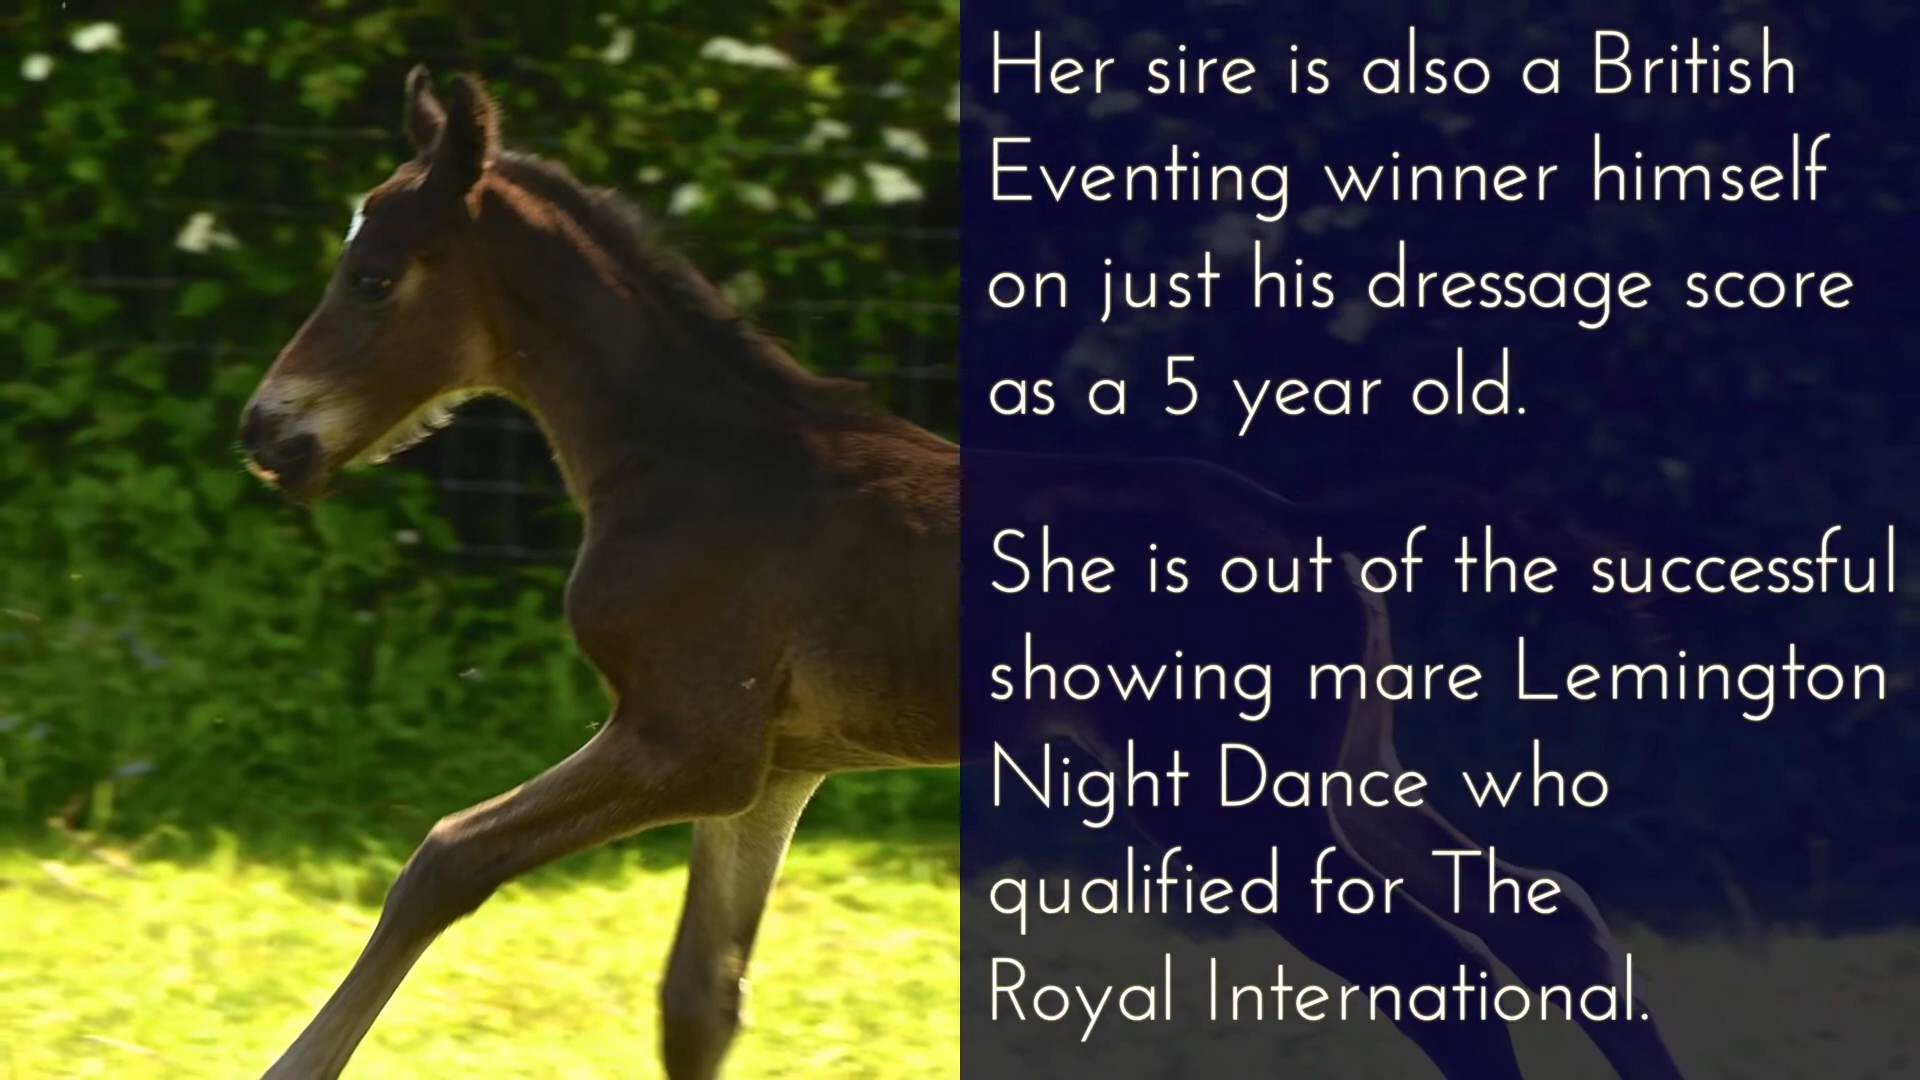 Her sire is also a British
Eventing winner himself
on just his dressage score
as a 5 year old.
She is out of the successful
showing mare Lemington
Night Dance who
qualified for The
Royal International.